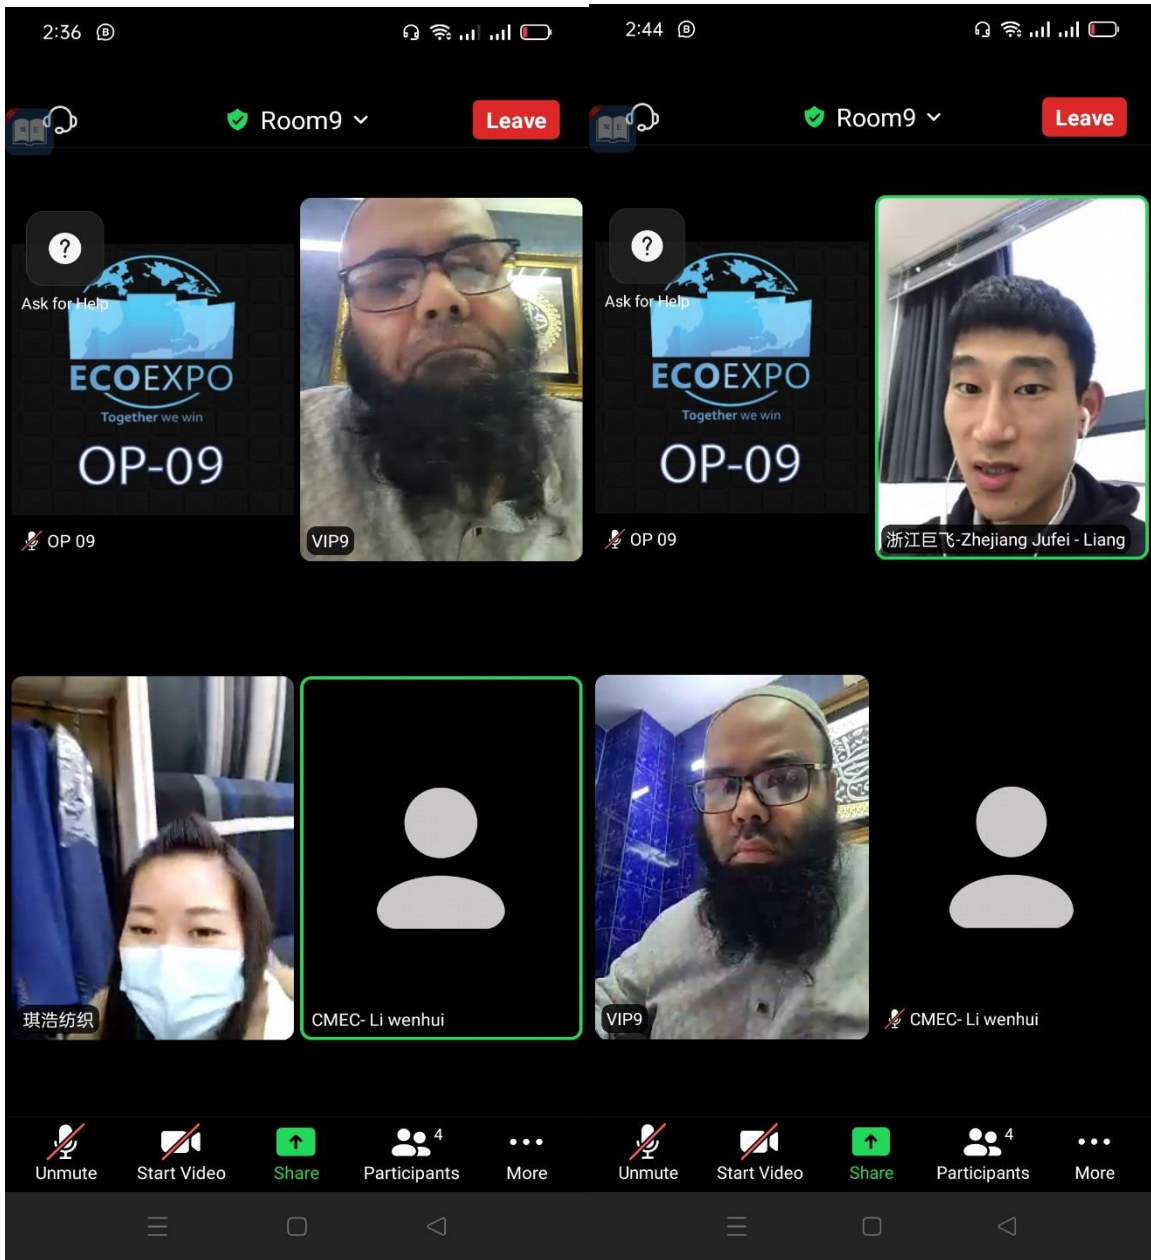 2:36
Room9
Leave
Ask for Help
ECOEXPO
Together we win
OP-09
OP 09
VIP9
琪浩纺织
CMEC- Li wenhui
Unmute
Start Video
Share
4
Participants
More
2:44
Room9
Leave
Ask for Help
ECOEXPO
Together we win
OP-09
OP 09
浙江巨飞-Zhejiang Jufei - Liang
VIP9
CMEC- Li wenhui
Unmute
Start Video
Share
4
Participants
More